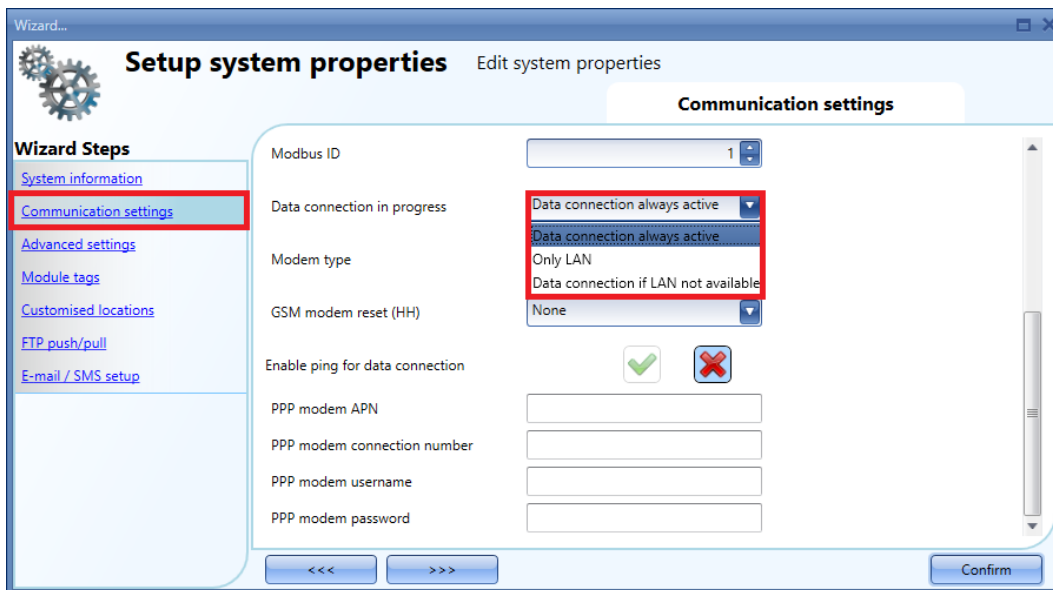 Wizard...
Setup system properties Edit system properties
Communication settings
Wizard Steps
System information
Communication settings
Advanced settings
Module tags
Customised locations
FTP push/pull
E-mail / SMS setup
Modbus ID 1
Data connection in progress Data connection always active
Data connection always active
Modem type Only LAN
Data connection if LAN not available
GSM modem reset (HH) None
Enable ping for data connection
PPP modem APN
PPP modem connection number
PPP modem username
PPP modem password
<<< >>> Confirm